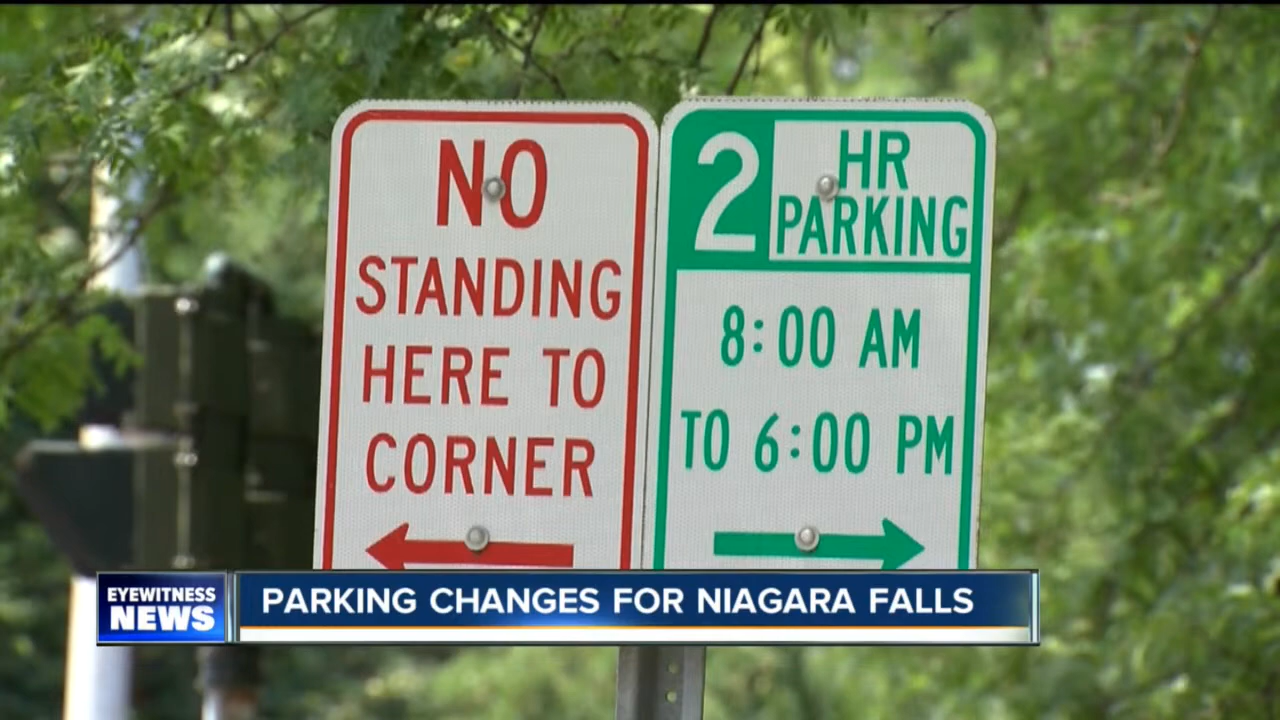 NO
STANDING
HERE TO
CORNER
2 HR
PARKING
8:00 AM
TO 6:00 PM
EYEWITNESS
NEWS
PARKING CHANGES FOR NIAGARA FALLS